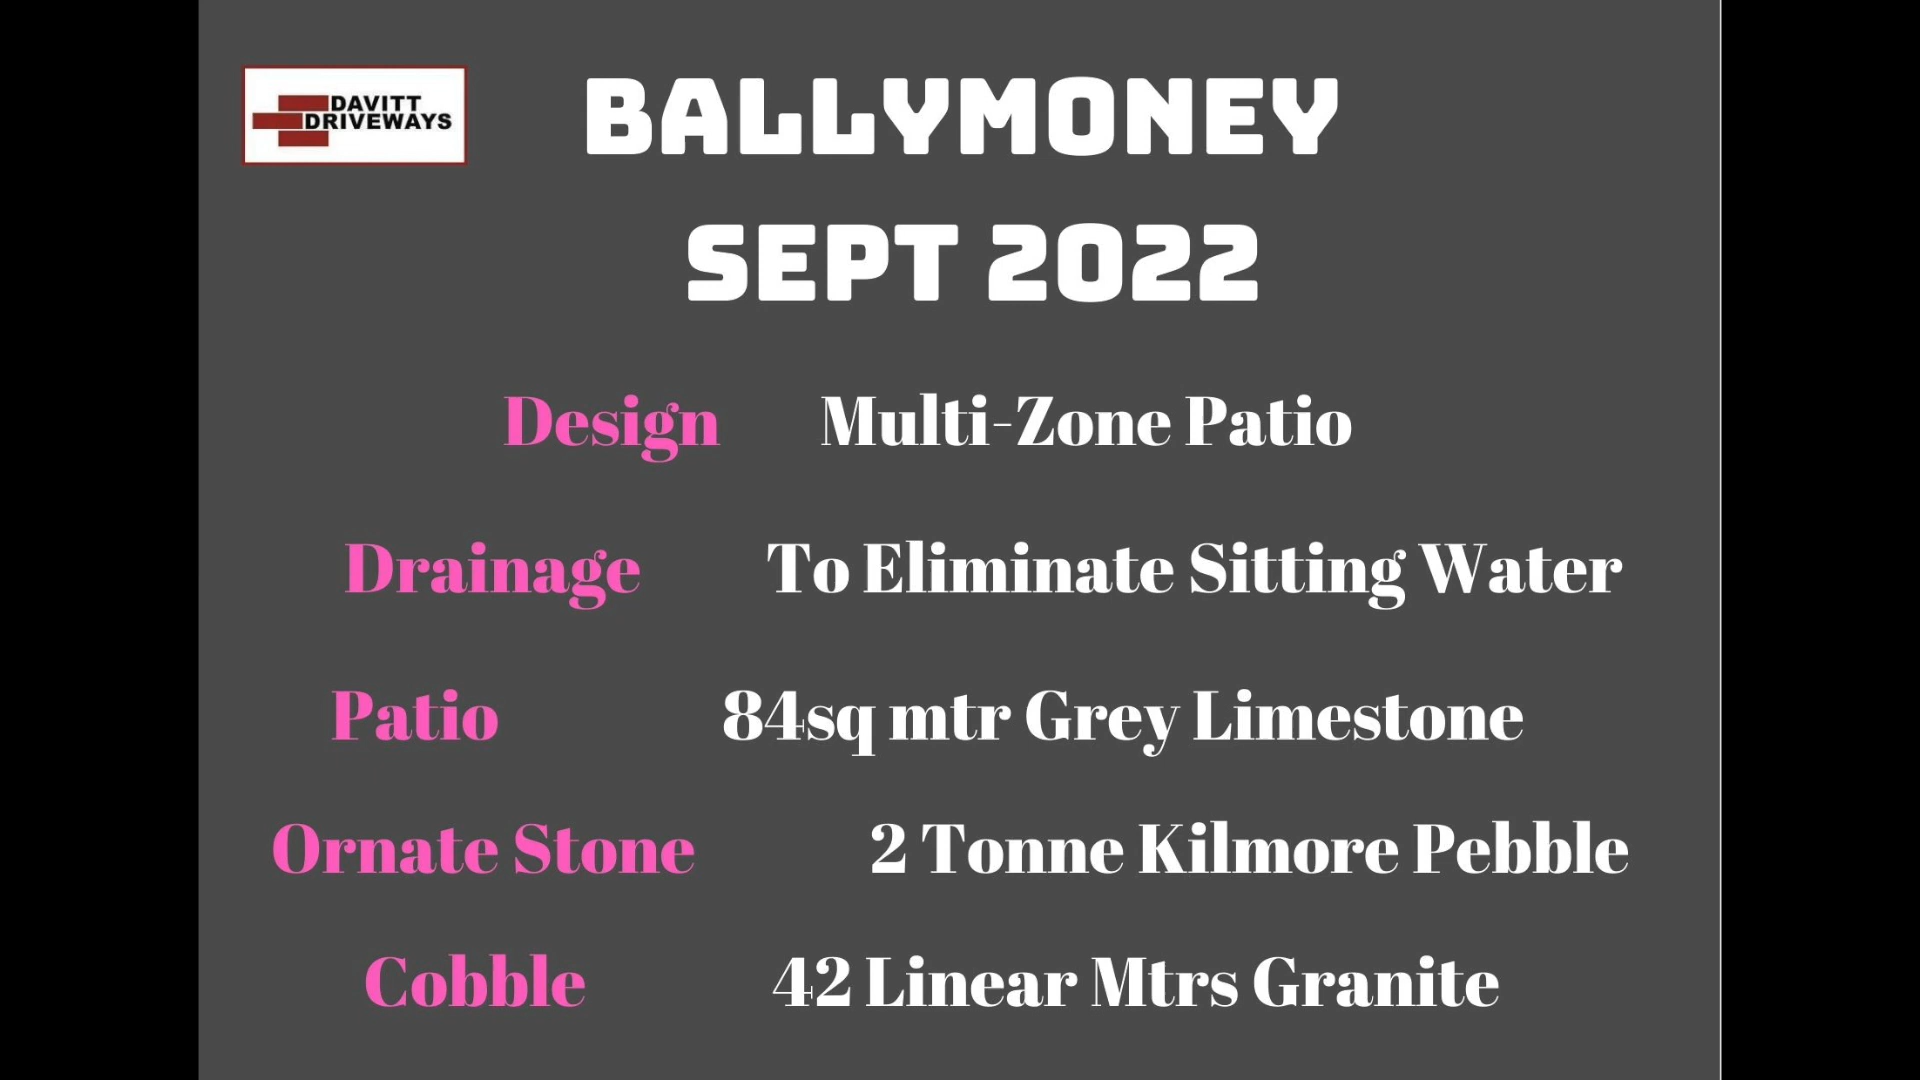 DAVITT
DRIVEWAYS
BALLYMONEY
SEPT 2022
Design Multi-Zone Patio
Drainage To Eliminate Sitting Water
Patio 84sq mtr Grey Limestone
Ornate Stone 2 Tonne Kilmore Pebble
Cobble 42 Linear Mtrs Granite